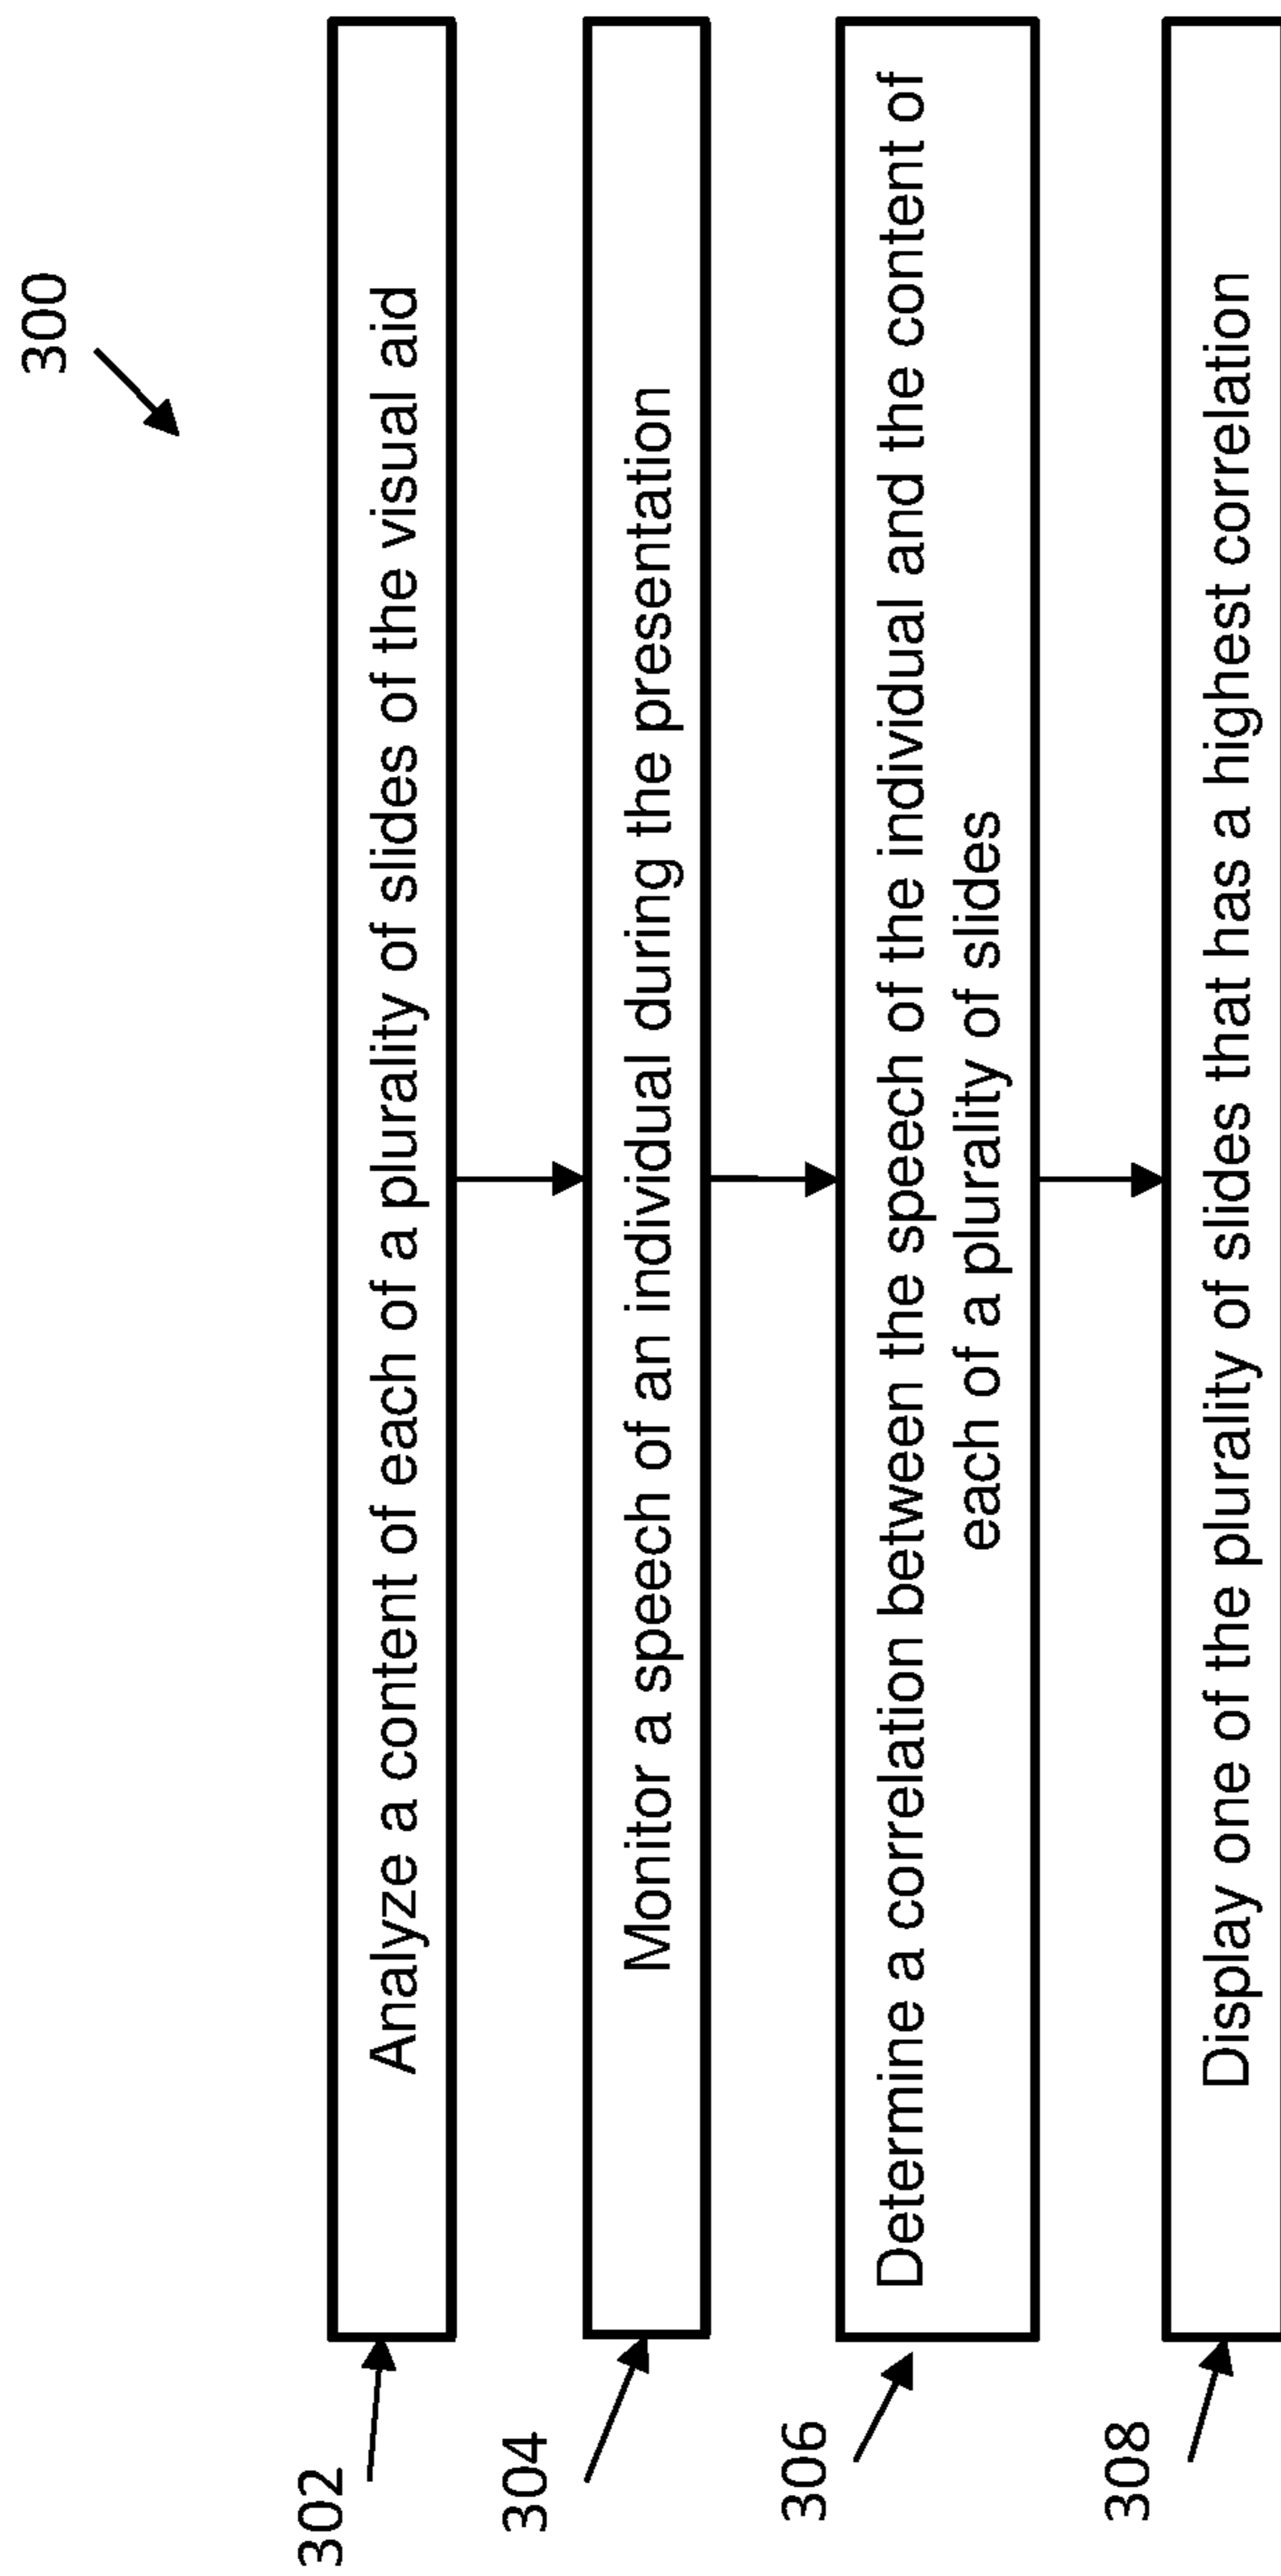 300
302
Analyze a content of each of a plurality of slides of the visual aid
304
Monitor a speech of an individual during the presentation
306
Determine a correlation between the speech of the individual and the content of
each of a plurality of slides
308
Display one of the plurality of slides that has a highest correlation